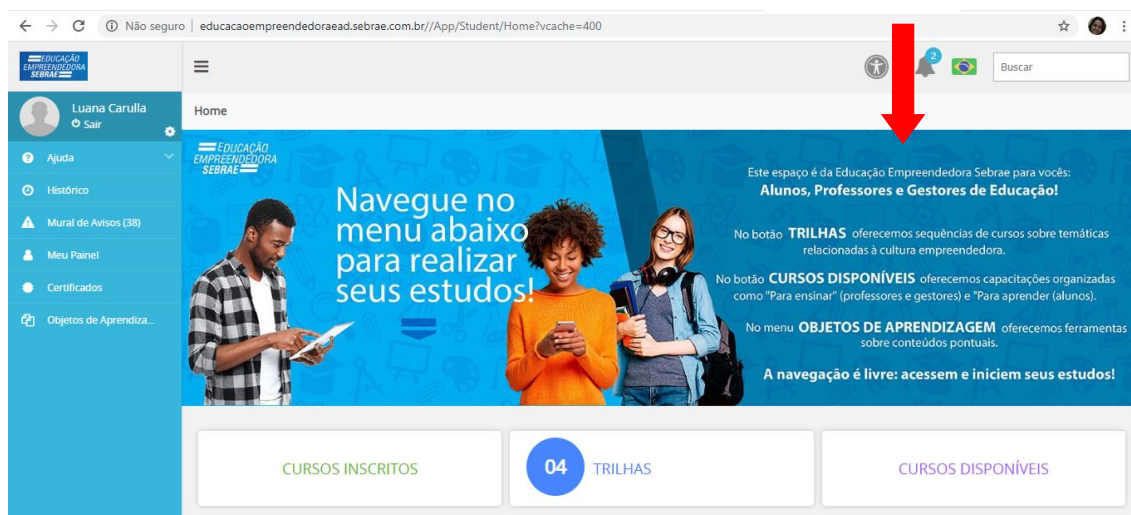 Não seguro | educacaoempreendedoraead.sebrae.com.br//App/Student/Home?vcache=400
EDUCAÇÃO
EMPREENDEDORA
SEBRAE
2
Buscar
Luana Carulla
Sair
Home
Ajuda
Histórico
Mural de Avisos (38)
Meu Painel
Certificados
Objetos de Aprendiza...
EDUCAÇÃO
EMPREENDEDORA
SEBRAE
Navegue no
menu abaixo
para realizar
seus estudos!
Este espaço é da Educação Empreendedora Sebrae para vocês:
Alunos, Professores e Gestores de Educação!
No botão TRILHAS oferecemos sequências de cursos sobre temáticas
relacionadas à cultura empreendedora.
No botão CURSOS DISPONÍVEIS oferecemos capacitações organizadas
como "Para ensinar" (professores e gestores) e "Para aprender (alunos).
No menu OBJETOS DE APRENDIZAGEM oferecemos ferramentas
sobre conteúdos pontuais.
A navegação é livre: acessem e iniciem seus estudos!
CURSOS INSCRITOS
04 TRILHAS
CURSOS DISPONÍVEIS